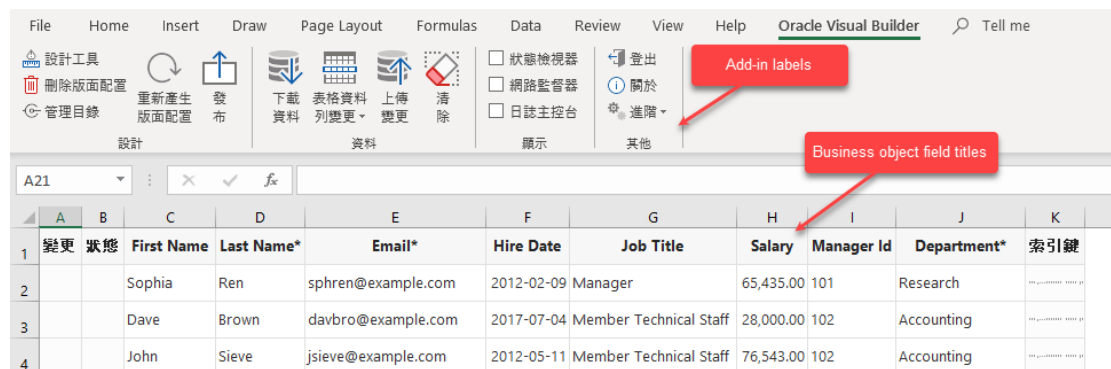 File Home Insert Draw Page Layout Formulas Data Review View Help Oracle Visual Builder Tell me
設計工具
刪除版面配置
管理目錄
重新產生
版面配置
發
布
設計
下載
資料
表格資料
列變更
上傳
變更
清
除
資料
狀態檢視器
網路監督器
日誌主控台
顯示
登出
關於
進階
其他
Add-in labels
Business object field titles
A21 fx
A B C D E F G H I J K
1 變更 狀態 First Name Last Name* Email* Hire Date Job Title Salary Manager Id Department* 索引鍵
2 Sophia Ren sphren@example.com 2012-02-09 Manager 65,435.00 101 Research
3 Dave Brown davbro@example.com 2017-07-04 Member Technical Staff 28,000.00 102 Accounting
4 John Sieve jsieve@example.com 2012-05-11 Member Technical Staff 76,543.00 102 Accounting